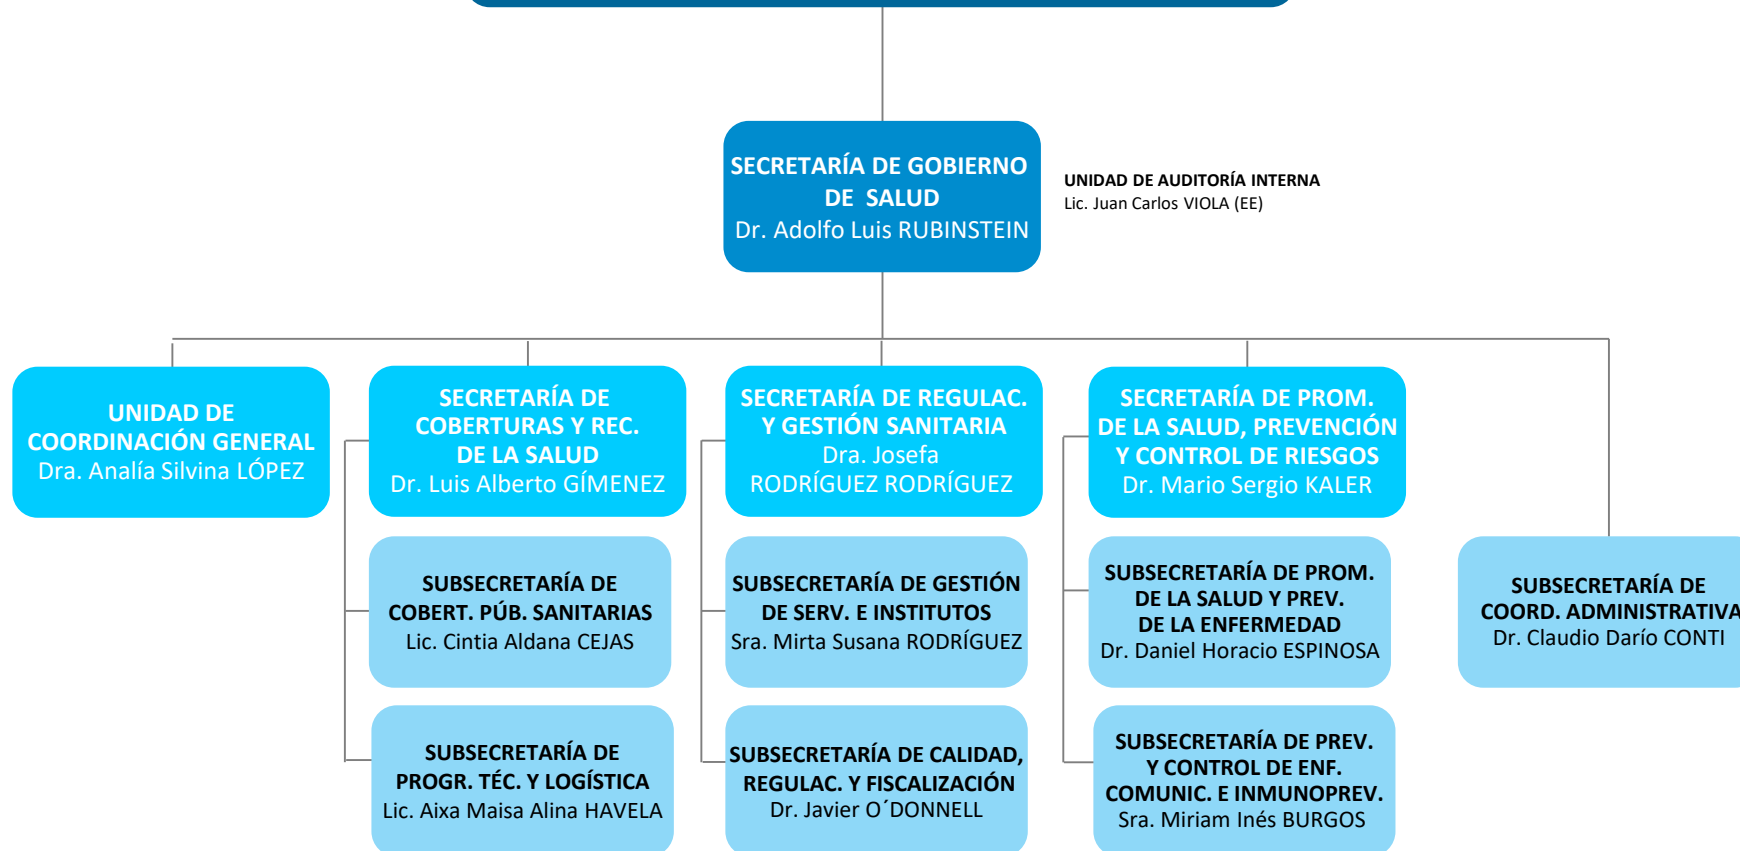 SECRETARÍA DE GOBIERNO
DE SALUD
Dr. Adolfo Luis RUBINSTEIN
UNIDAD DE AUDITORÍA INTERNA
Lic. Juan Carlos VIOLA (EE)
UNIDAD DE
COORDINACIÓN GENERAL
Dra. Analía Silvina LÓPEZ
SECRETARÍA DE
COBERTURAS Y REC.
DE LA SALUD
Dr. Luis Alberto GÍMENEZ
SECRETARÍA DE REGULAC.
Y GESTIÓN SANITARIA
Dra. Josefa
RODRÍGUEZ RODRÍGUEZ
SECRETARÍA DE PROM.
DE LA SALUD, PREVENCIÓN
Y CONTROL DE RIESGOS
Dr. Mario Sergio KALER
SUBSECRETARÍA DE
COBERT. PÚB. SANITARIAS
Lic. Cintia Aldana CEJAS
SUBSECRETARÍA DE GESTIÓN
DE SERV. E INSTITUTOS
Sra. Mirta Susana RODRÍGUEZ
SUBSECRETARÍA DE PROM.
DE LA SALUD Y PREV.
DE LA ENFERMEDAD
Dr. Daniel Horacio ESPINOSA
SUBSECRETARÍA DE
COORD. ADMINISTRATIVA
Dr. Claudio Darío CONTI
SUBSECRETARÍA DE
PROGR. TÉC. Y LOGÍSTICA
Lic. Aixa Maisa Alina HAVELA
SUBSECRETARÍA DE CALIDAD,
REGULAC. Y FISCALIZACIÓN
Dr. Javier O´DONNELL
SUBSECRETARÍA DE PREV.
Y CONTROL DE ENF.
COMUNIC. E INMUNOPREV.
Sra. Miriam Inés BURGOS